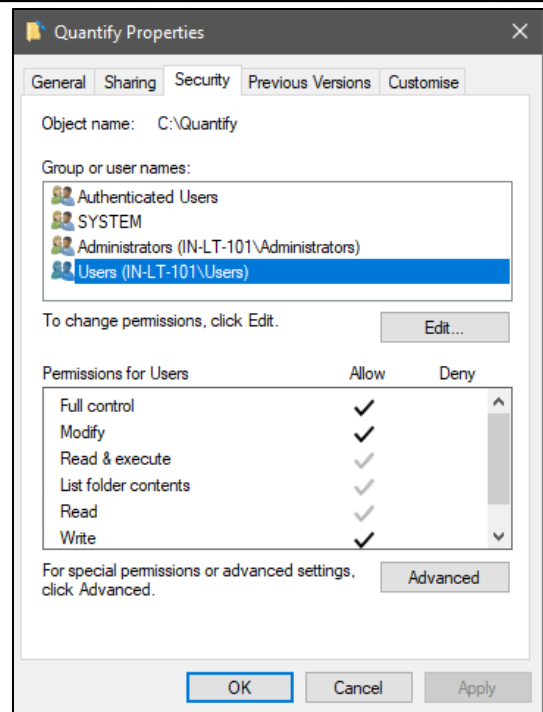 Quantify Properties
General Sharing Security Previous Versions Customise
Object name: C:\Quantify
Group or user names:
Authenticated Users
SYSTEM
Administrators (IN-LT-101\Administrators)
Users (IN-LT-101\Users)
To change permissions, click Edit.
Edit...
Permissions for Users Allow Deny
Full control
Modify
Read & execute
List folder contents
Read
Write
For special permissions or advanced settings,
click Advanced.
Advanced
OK Cancel Apply